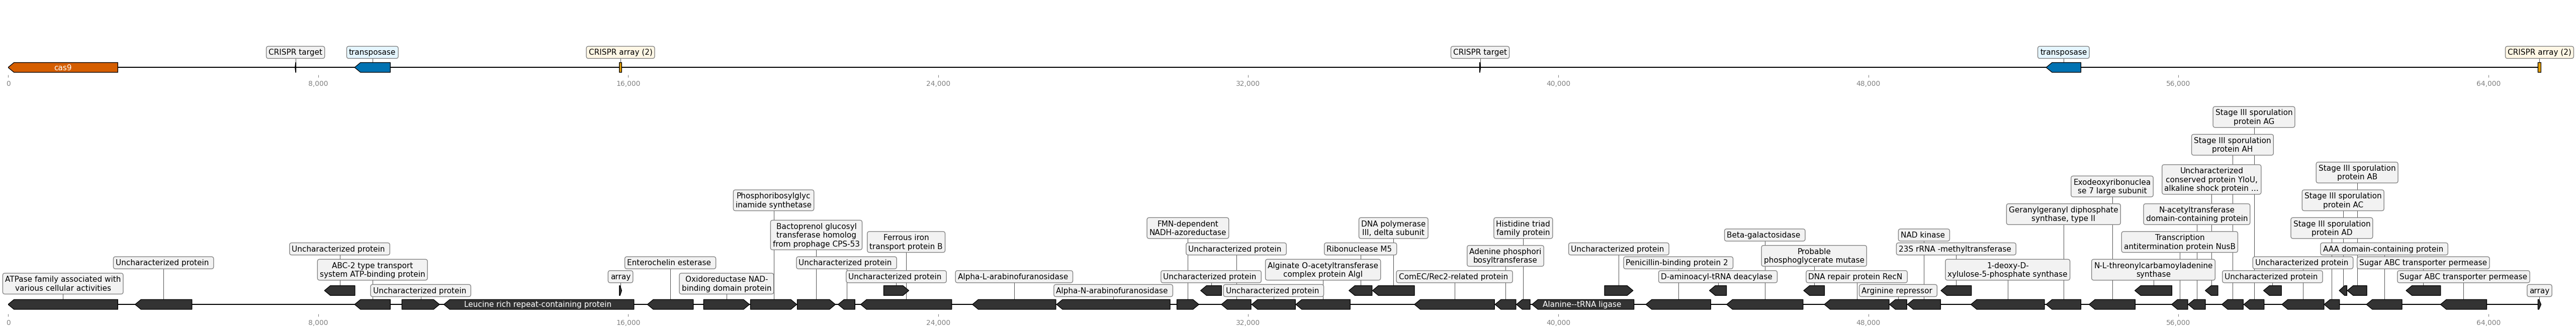 CRISPR target
transposase
CRISPR array (2)
CRISPR target
transposase
CRISPR array (2)
cas9
0
8,000
16,000
24,000
32,000
40,000
48,000
56,000
64,000
Stage III sporulation
protein AG
Stage III sporulation
protein AH
Uncharacterized
conserved protein YloU,
alkaline shock protein ...
Stage III sporulation
protein AB
Exodeoxyribonuclea
se 7 large subunit
Phosphoribosylglyc
inamide synthetase
Stage III sporulation
protein AC
Geranylgeranyl diphosphate
synthase, type II
N-acetyltransferase
domain-containing protein
Bactoprenol glucosyl
transferase homolog
from prophage CPS-53
FMN-dependent
NADH-azoreductase
DNA polymerase
III, delta subunit
Histidine triad
family protein
Stage III sporulation
protein AD
Ferrous iron
transport protein B
Beta-galactosidase
NAD kinase
Transcription
antitermination protein NusB
Uncharacterized protein
Uncharacterized protein
Ribonuclease M5
Adenine phosphori
bosyltransferase
Uncharacterized protein
Probable
phosphoglycerate mutase
23S rRNA -methyltransferase
AAA domain-containing protein
Uncharacterized protein
ABC-2 type transport
system ATP-binding protein
Enterochelin esterase
Uncharacterized protein
Alginate O-acetyltransferase
complex protein AlgI
Penicillin-binding protein 2
1-deoxy-D-
xylulose-5-phosphate synthase
N-L-threonylcarbamoyladenine
synthase
Uncharacterized protein
Sugar ABC transporter permease
ATPase family associated with
various cellular activities
Uncharacterized protein
array
Oxidoreductase NAD-
binding domain protein
Uncharacterized protein
Alpha-L-arabinofuranosidase
Alpha-N-arabinofuranosidase
Uncharacterized protein
Uncharacterized protein
ComEC/Rec2-related protein
D-aminoacyl-tRNA deacylase
DNA repair protein RecN
Arginine repressor
Uncharacterized protein
Sugar ABC transporter permease
array
Leucine rich repeat-containing protein
Alanine--tRNA ligase
0
8,000
16,000
24,000
32,000
40,000
48,000
56,000
64,000